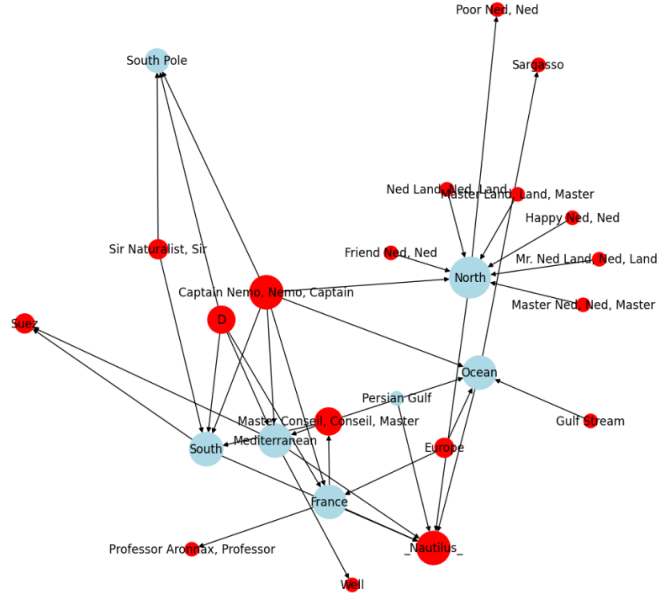 Poor Ned, Ned
South Pole
Sargasso
Ned Land, Ned, Land
Master Land, Land, Master
Happy Ned, Ned
Sir Naturalist, Sir
Friend Ned, Ned
Mr. Ned Land, Ned, Land
North
Captain Nemo, Nemo, Captain
Master Ned, Ned, Master
D
Suez
Ocean
Persian Gulf
Master Conseil, Conseil, Master
Gulf Stream
Mediterranean
South
Europe
France
Professor Aronnax, Professor
_Nautilus_
Well